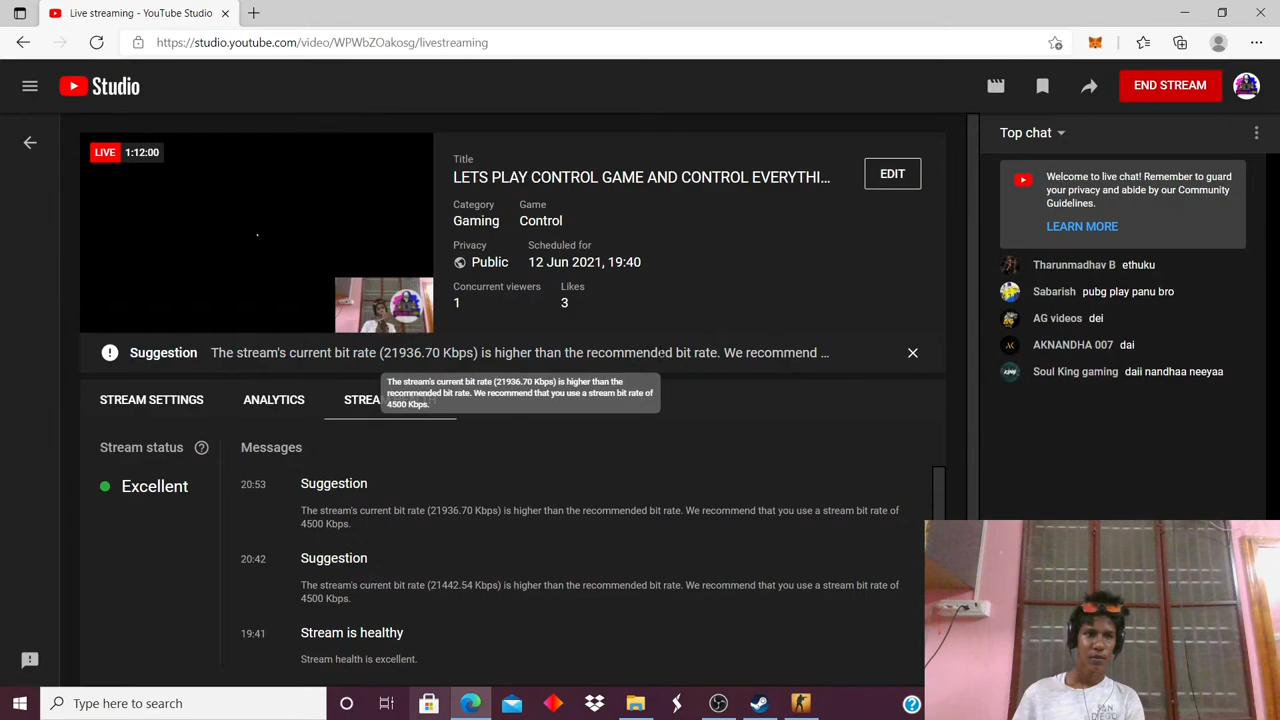 Live streaming - YouTube Studio
https://studio.youtube.com/video/WPWbZOakosg/livestreaming
Studio
END STREAM
LIVE 1:12:00
Title
LETS PLAY CONTROL GAME AND CONTROL EVERYTHI...
EDIT
Category Game
Gaming Control
Privacy Scheduled for
Public 12 Jun 2021, 19:40
Concurrent viewers Likes
1 3
Suggestion The stream's current bit rate (21936.70 Kbps) is higher than the recommended bit rate. We recommend ...
The stream's current bit rate (21936.70 Kbps) is higher than the
recommended bit rate. We recommend that you use a stream bit rate of
4500 Kbps.
STREAM SETTINGS ANALYTICS
Stream status
Excellent
Messages
20:53 Suggestion
The stream's current bit rate (21936.70 Kbps) is higher than the recommended bit rate. We recommend that you use a stream bit rate of
4500 Kbps.
20:42 Suggestion
The stream's current bit rate (21442.54 Kbps) is higher than the recommended bit rate. We recommend that you use a stream bit rate of
4500 Kbps.
19:41 Stream is healthy
Stream health is excellent.
Top chat
Welcome to live chat! Remember to guard
your privacy and abide by our Community
Guidelines.
LEARN MORE
Tharunmadhav B ethuku
Sabarish pubg play panu bro
AG videos dei
AKNANDHA 007 dai
Soul King gaming daii nandhaa neeyaa
SAN
DIEGO
Type here to search